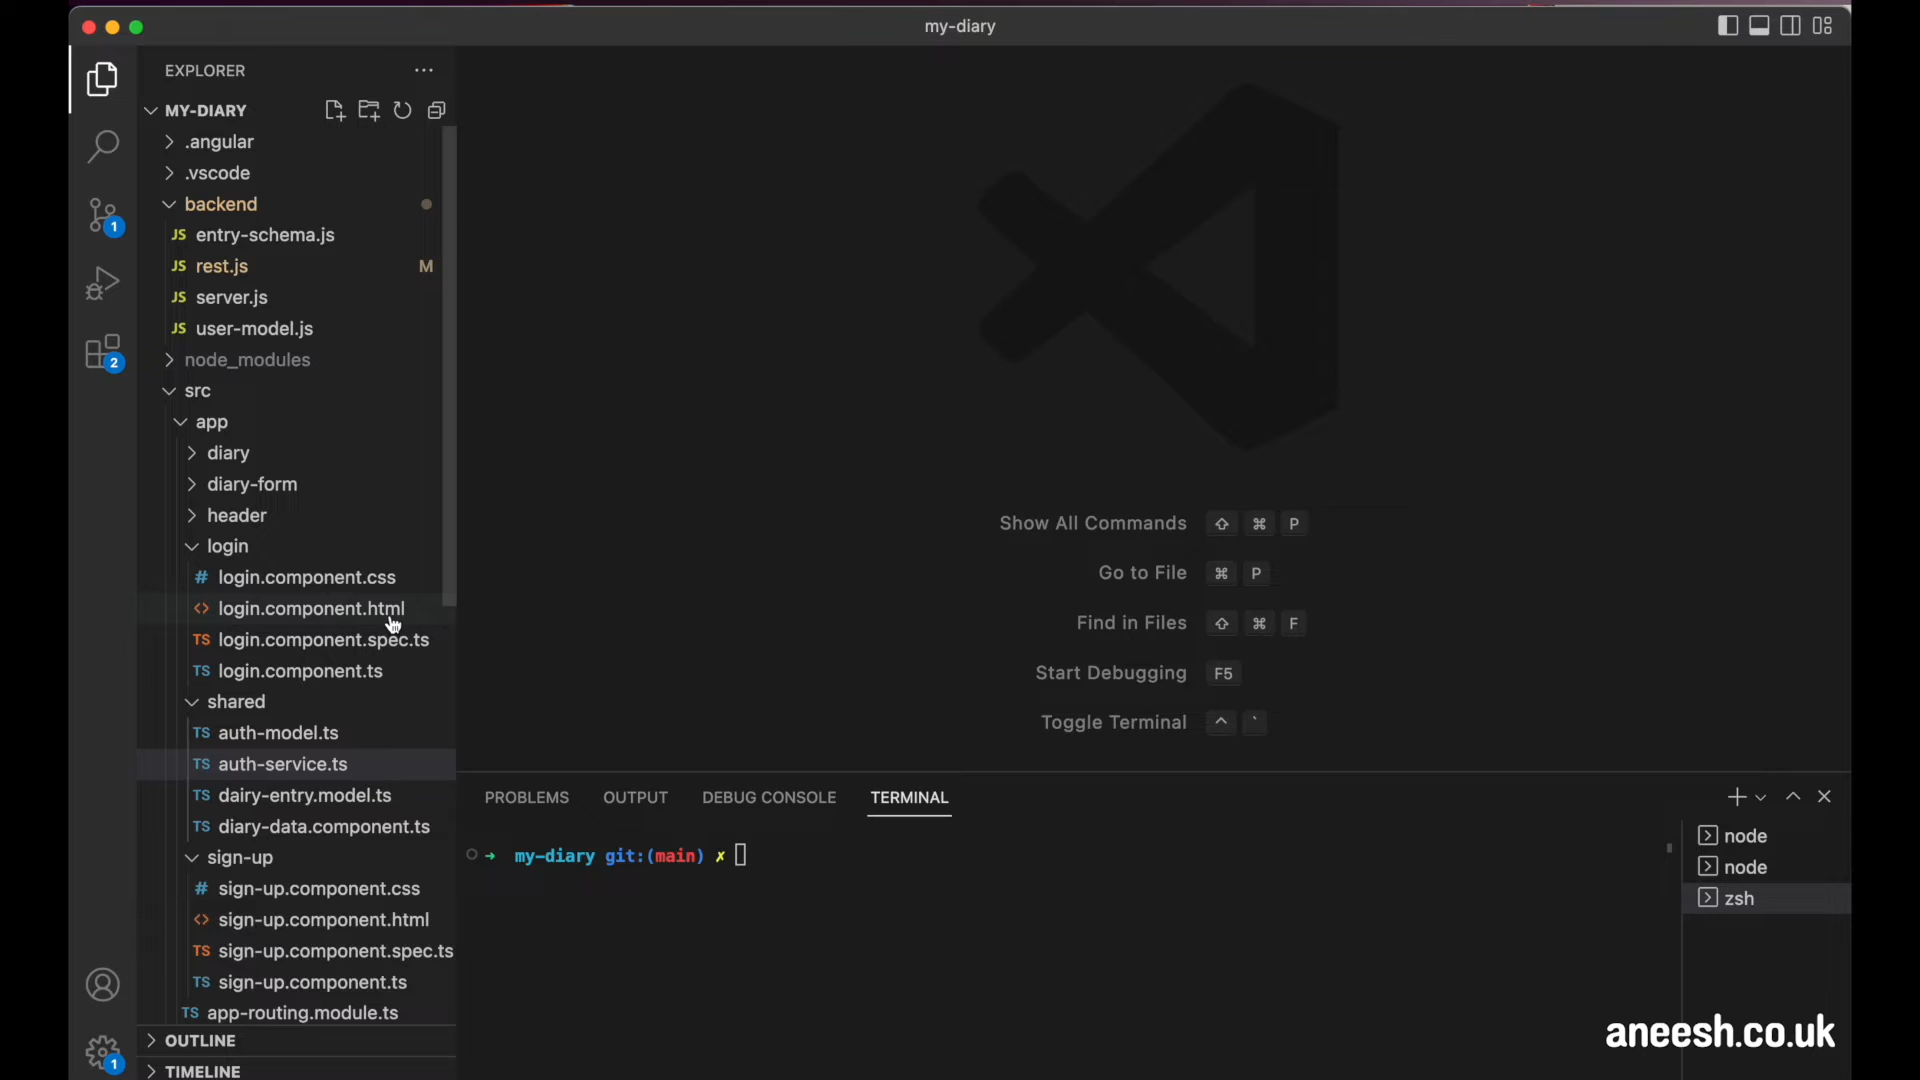 my-diary
EXPLORER
MY-DIARY
.angular
.vscode
backend
JS entry-schema.js
JS rest.js M
JS server.js
JS user-model.js
node_modules
src
app
diary
diary-form
header
login
# login.component.css
<> login.component.html
TS login.component.spec.ts
TS login.component.ts
shared
TS auth-model.ts
TS auth-service.ts
TS dairy-entry.model.ts
TS diary-data.component.ts
sign-up
# sign-up.component.css
<> sign-up.component.html
TS sign-up.component.spec.ts
TS sign-up.component.ts
TS app-routing.module.ts
OUTLINE
TIMELINE
1
2
1
Show All Commands ⇧ ⌘ P
Go to File ⌘ P
Find in Files ⇧ ⌘ F
Start Debugging F5
Toggle Terminal ^ `
PROBLEMS OUTPUT DEBUG CONSOLE TERMINAL
→ my-diary git:(main) ✗
node
node
zsh
aneesh.co.uk